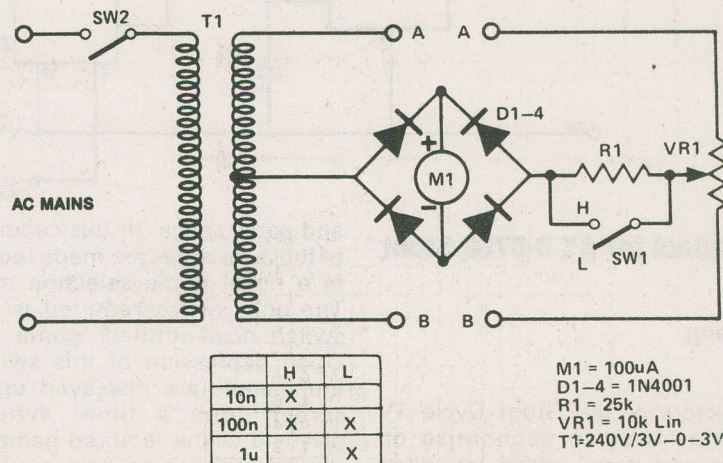 SW2
T1
A A
D1–4
R1
VR1
+
M1
–
AC MAINS
H
L
SW1
B B
H L
10n X
100n X X
1u X
M1 = 100uA
D1–4 = 1N4001
R1 = 25k
VR1 = 10k Lin
T1=240V/3V–0–3V